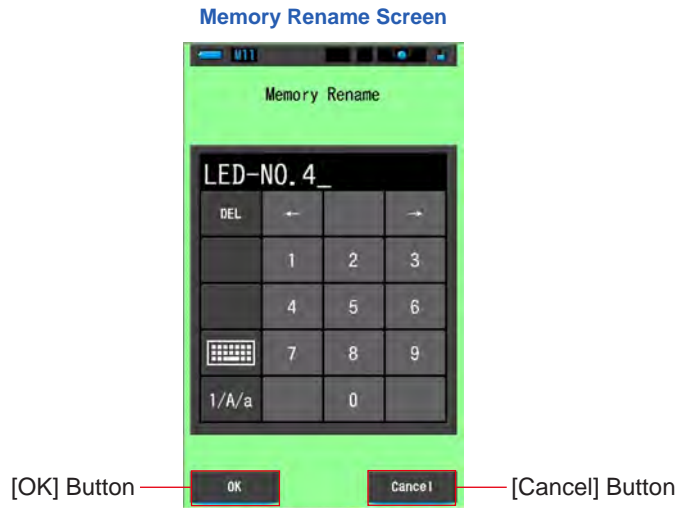 Memory Rename Screen
M11
Memory Rename
LED-NO. 4_
DEL ← →
1 2 3
4 5 6
7 8 9
1/A/a 0
[OK] Button OK Cancel [Cancel] Button